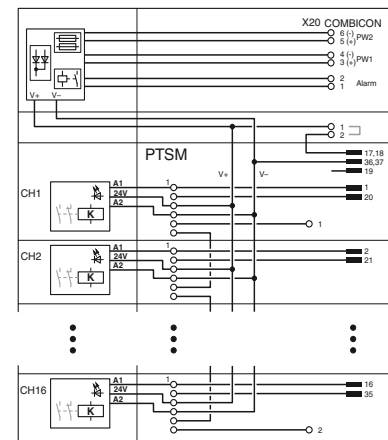 X20 COMBICON
6 (-)
5 (+) PW2
4 (-)
3 (+) PW1
2
1 Alarm
V+ V–
1
2
PTSM
17,18
36,37
19
V+ V–
CH1
A1
24V
A2
K
1
1
20
1
CH2
A1
24V
A2
K
1
2
21
CH16
A1
24V
A2
K
1
16
35
2